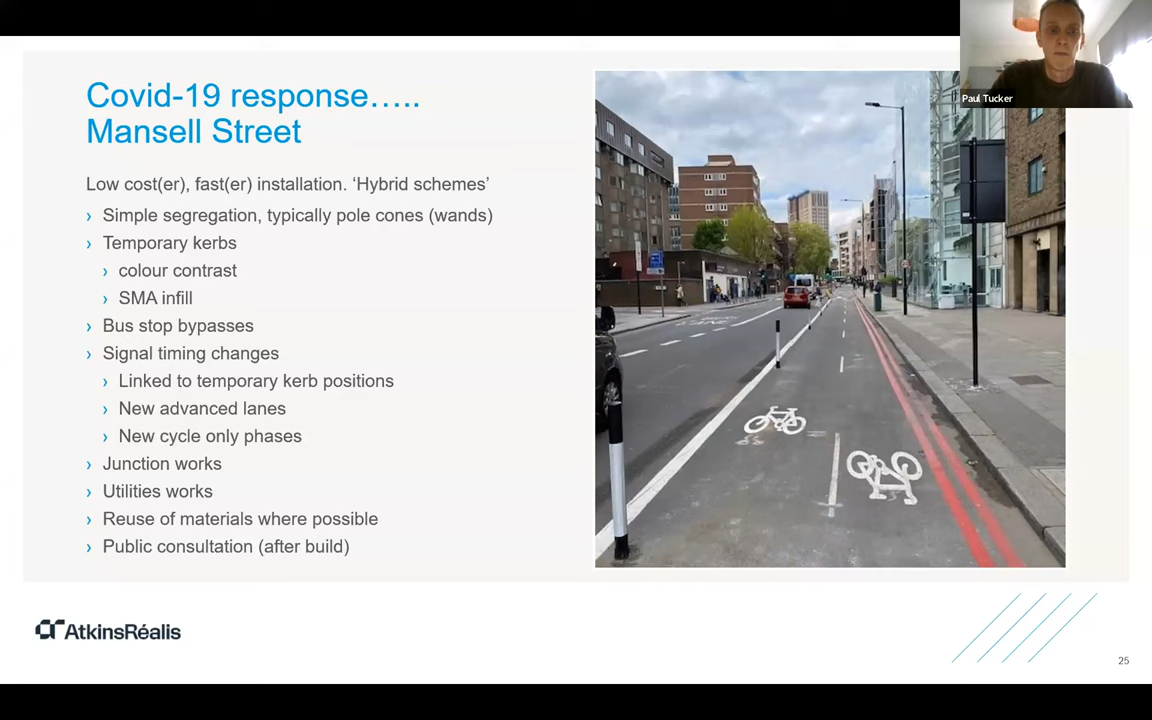 Covid-19 response…..
Mansell Street
Low cost(er), fast(er) installation. ‘Hybrid schemes’
› Simple segregation, typically pole cones (wands)
› Temporary kerbs
› colour contrast
› SMA infill
› Bus stop bypasses
› Signal timing changes
› Linked to temporary kerb positions
› New advanced lanes
› New cycle only phases
› Junction works
› Utilities works
› Reuse of materials where possible
› Public consultation (after build)
Paul Tucker
LANE
AtkinsRéalis
25